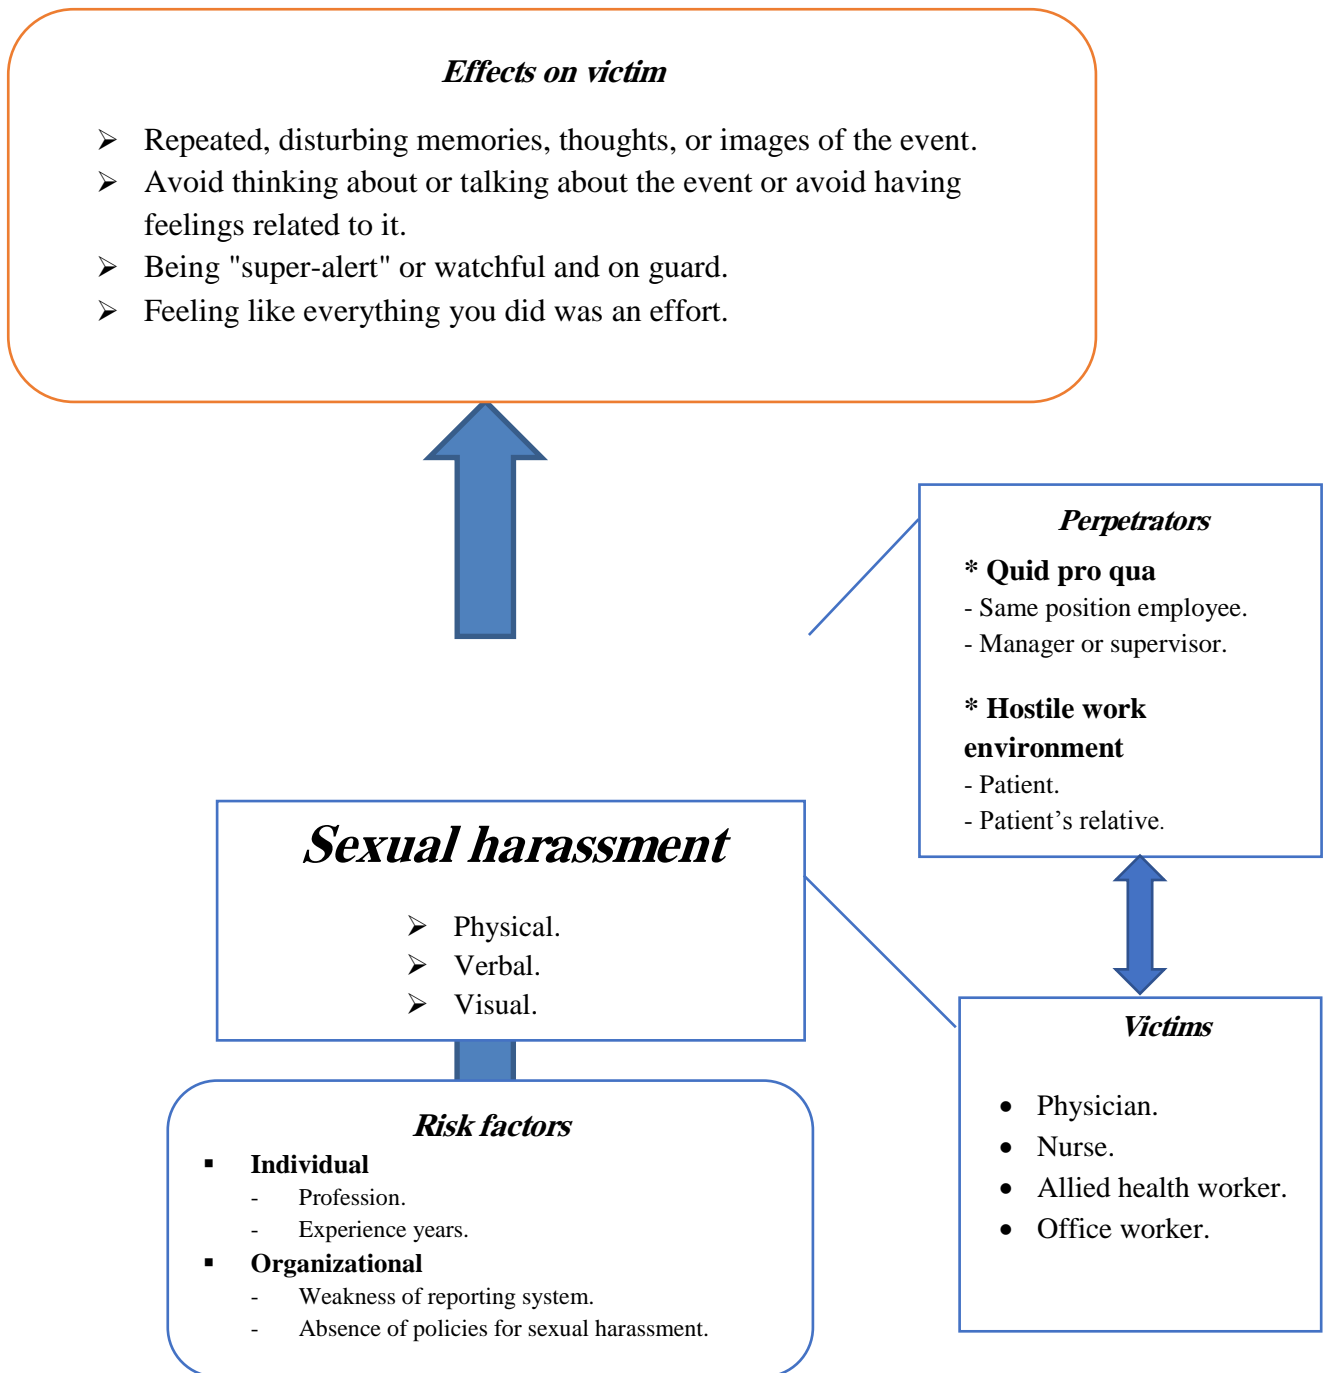 Effects on victim
➢ Repeated, disturbing memories, thoughts, or images of the event.
➢ Avoid thinking about or talking about the event or avoid having
feelings related to it.
➢ Being "super-alert" or watchful and on guard.
➢ Feeling like everything you did was an effort.
Perpetrators
* Quid pro qua
- Same position employee.
- Manager or supervisor.
* Hostile work
environment
- Patient.
- Patient’s relative.
Sexual harassment
➢ Physical.
➢ Verbal.
➢ Visual.
Victims
• Physician.
• Nurse.
• Allied health worker.
• Office worker.
Risk factors
▪ Individual
- Profession.
- Experience years.
▪ Organizational
- Weakness of reporting system.
- Absence of policies for sexual harassment.